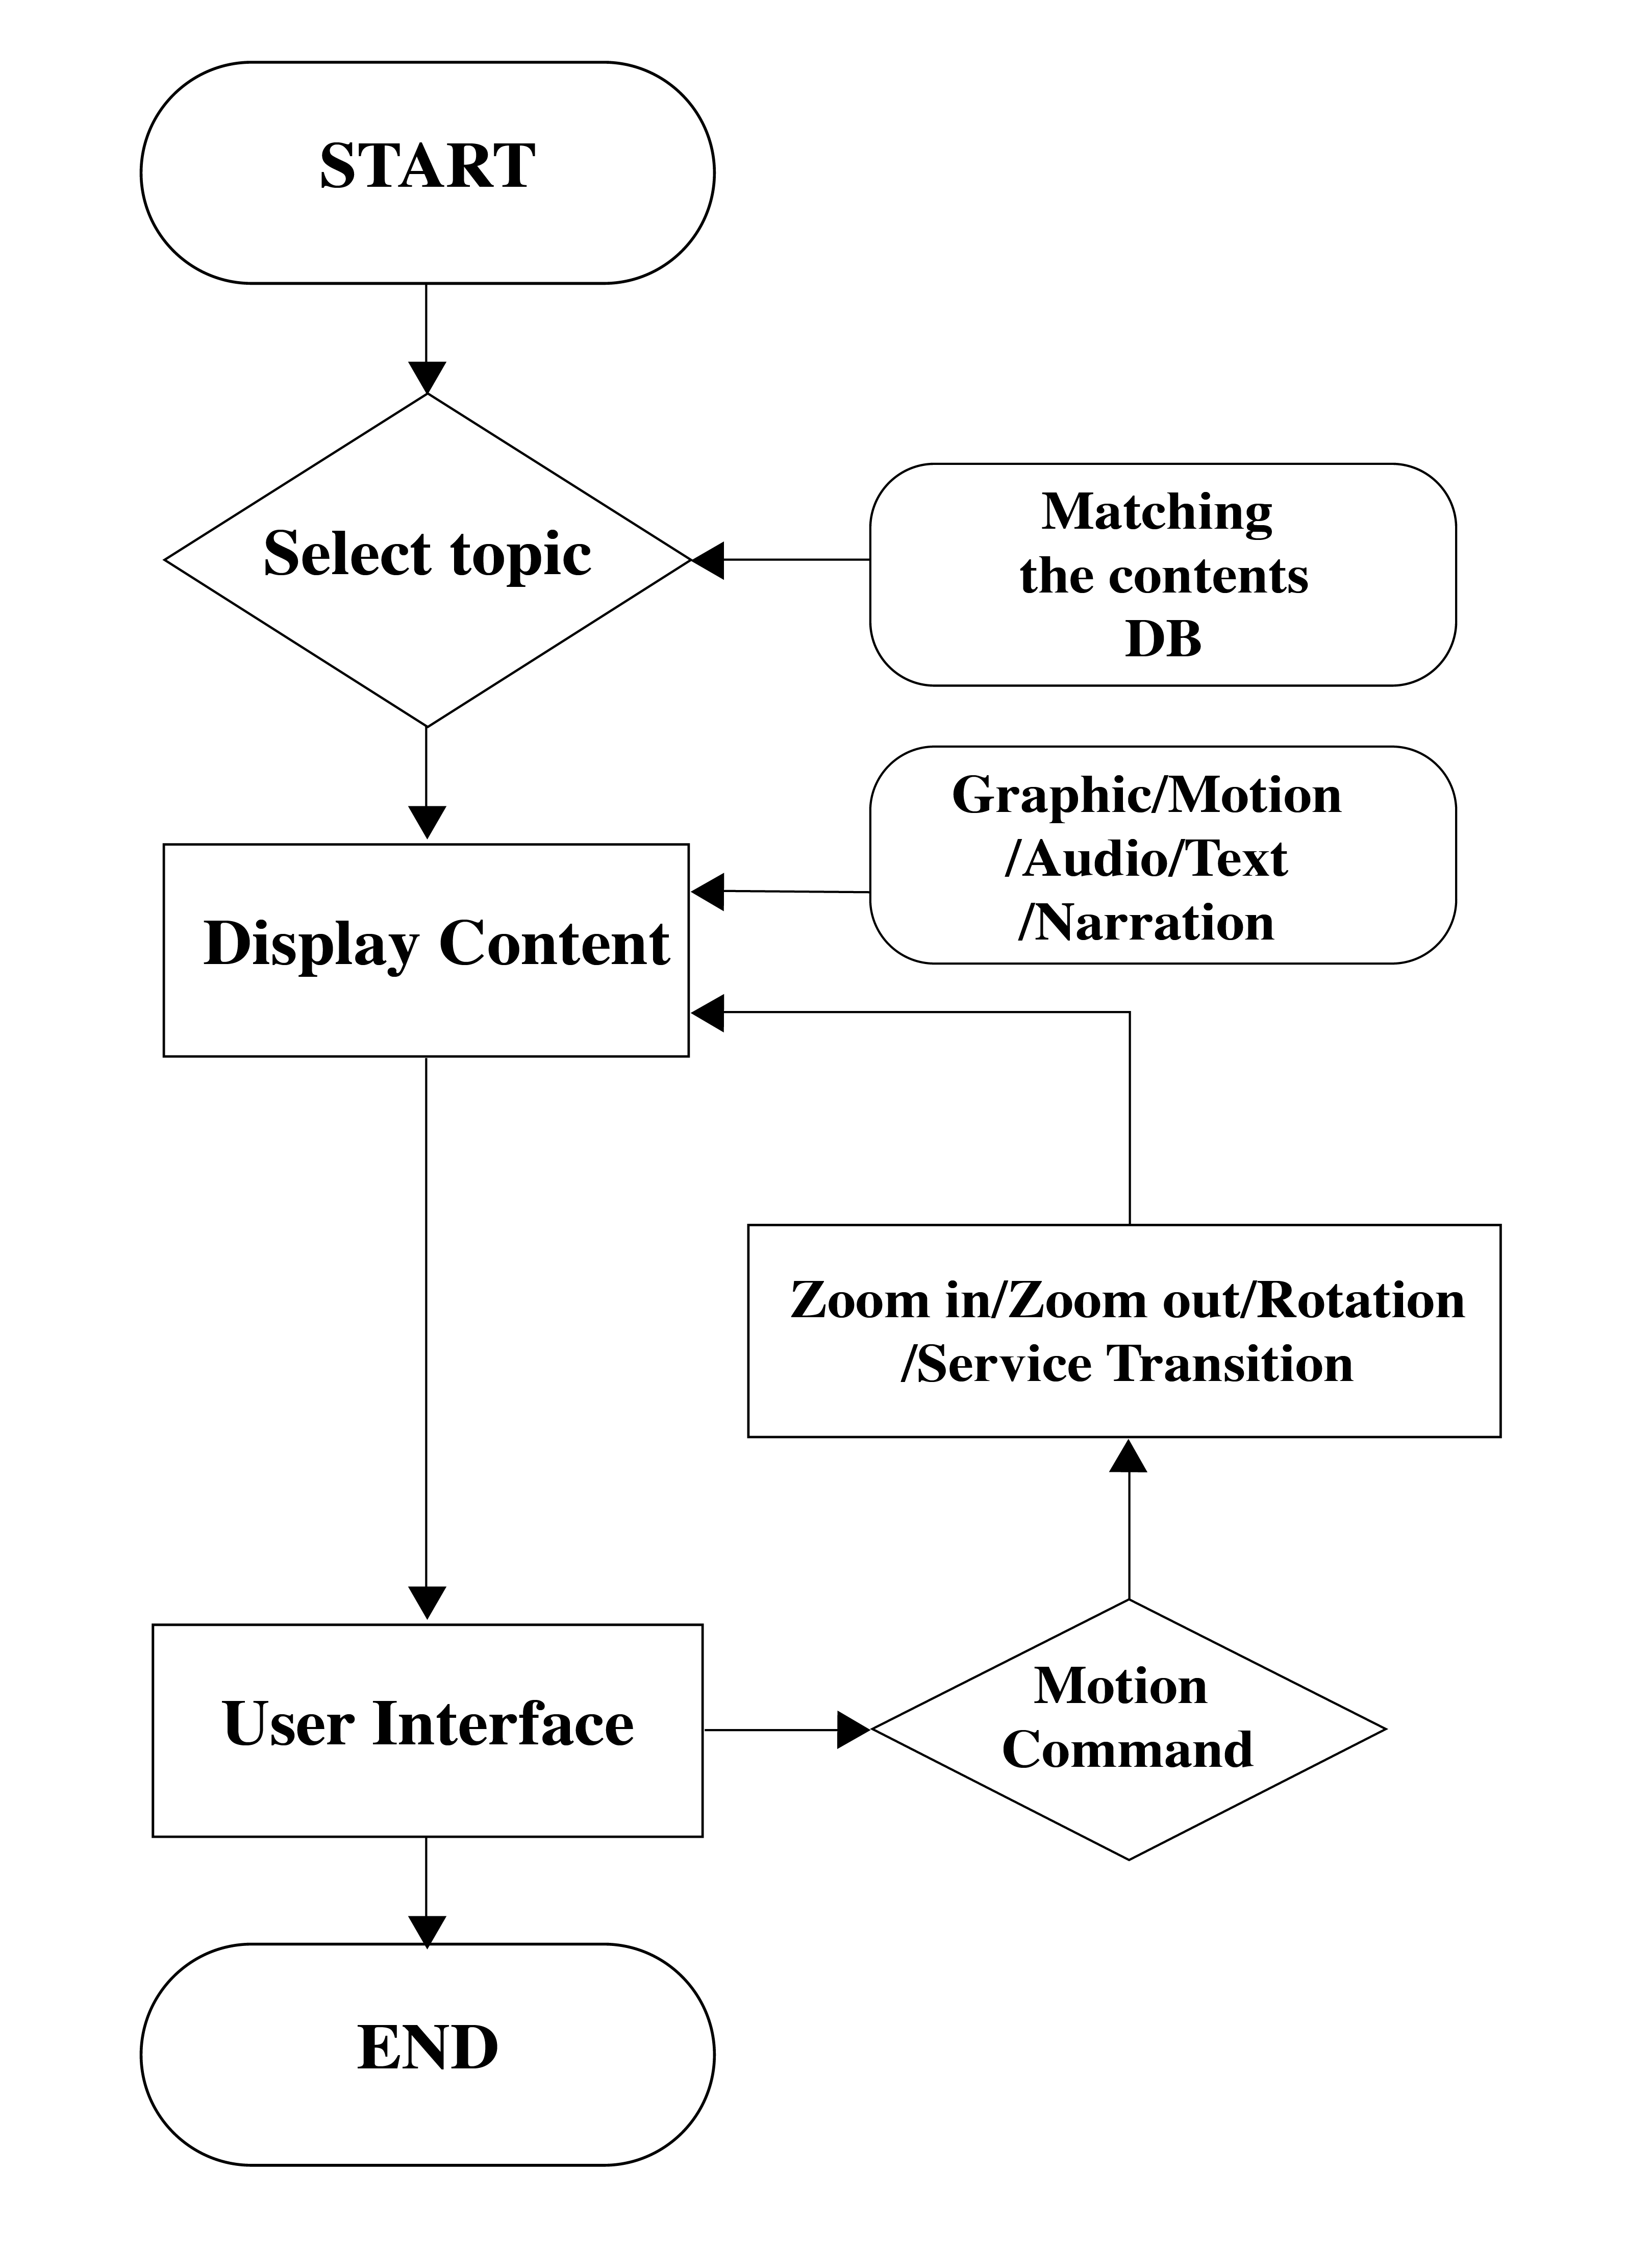 START
Select topic
Matching
the contents
DB
Graphic/Motion
/Audio/Text
/Narration
Display Content
Zoom in/Zoom out/Rotation
/Service Transition
User Interface
Motion
Command
END